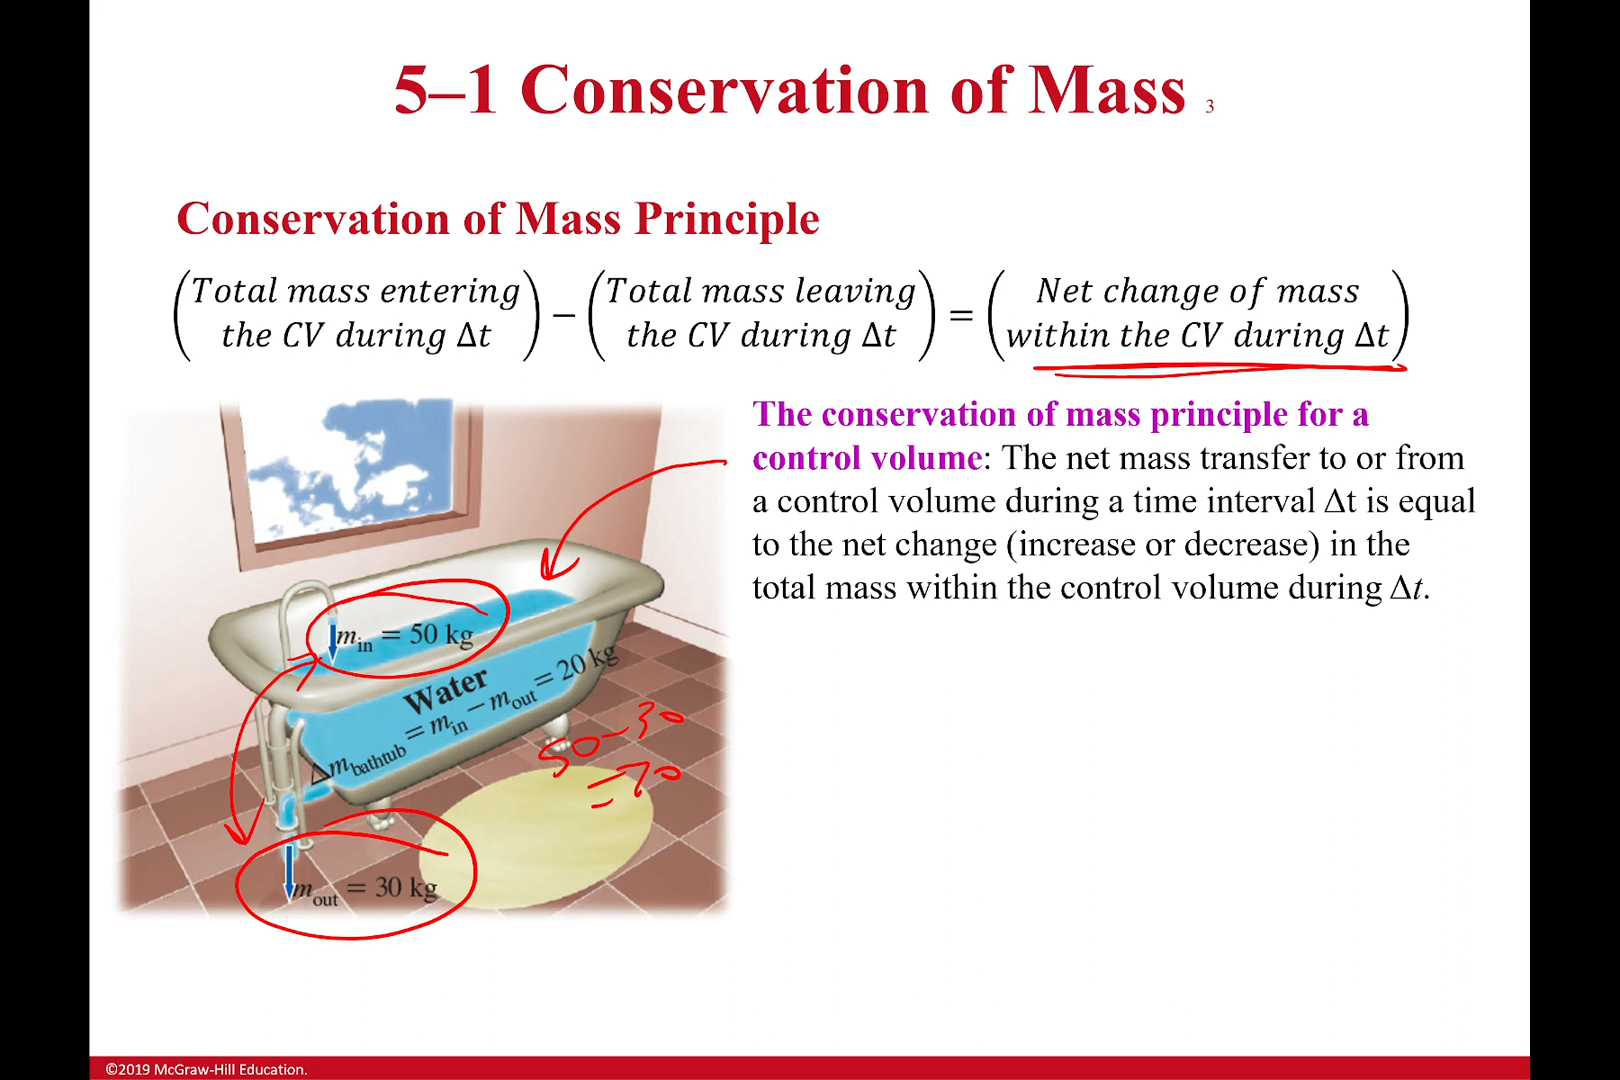 5–1 Conservation of Mass 3
Conservation of Mass Principle
(Total mass entering the CV during Δt) − (Total mass leaving the CV during Δt) = (Net change of mass within the CV during Δt)
The conservation of mass principle for a
control volume: The net mass transfer to or from
a control volume during a time interval Δt is equal
to the net change (increase or decrease) in the
total mass within the control volume during Δt.
m_in = 50 kg
Water
Δm_bathtub = m_in − m_out = 20 kg
50-30
=70
m_out = 30 kg
©2019 McGraw-Hill Education.